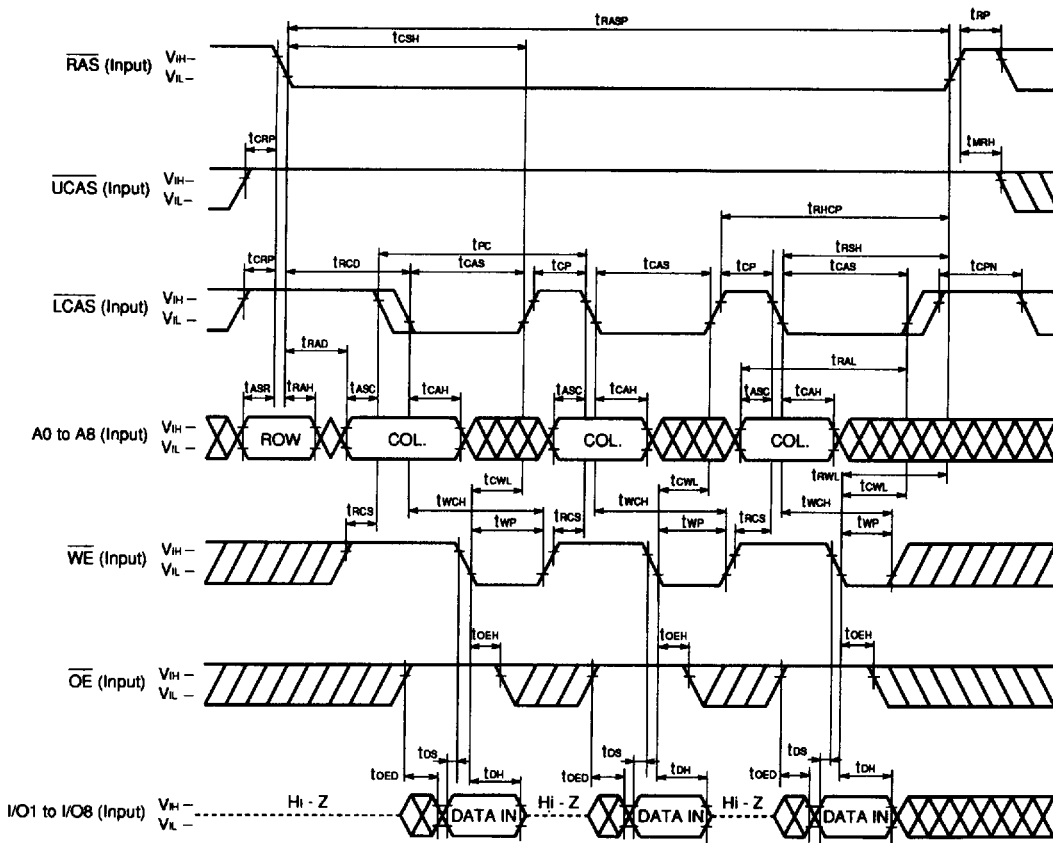 tRASP
tRP
tCSH
RAS (Input) VIH– VIL–
tCRP
tMRH
UCAS (Input) VIH– VIL–
tRHCP
tPC
tRSH
tCRP tRCD tCAS tCP tCAS tCP tCAS tCPN
LCAS (Input) VIH– VIL–
tRAD
tRAL
tASR tRAH tASC tCAH tASC tCAH tASC tCAH
A0 to A8 (Input) VIH– VIL– ROW COL. COL. COL.
tRWL
tCWL tCWL tCWL
tWCH tWCH tWCH
tRCS tWP tRCS tWP tRCS tWP
WE (Input) VIH– VIL–
tOEH tOEH tOEH
OE (Input) VIH– VIL–
tDS tDS tDS
tOED tDH tOED tDH tOED tDH
I/O1 to I/O8 (Input) VIH– VIL– Hi - Z DATA IN Hi - Z DATA IN Hi - Z DATA IN